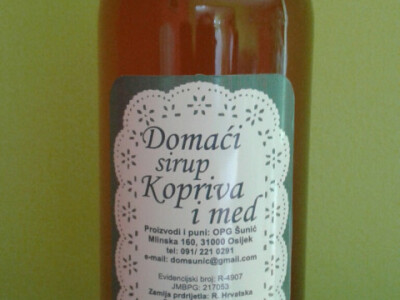 Domaći
sirup
Kopriva
i med
Proizvodi i puni: OPG Šunić
Mlinska 160, 31000 Osijek
tel: 091/ 221 0291
e-mail: domsunic@gmail.com
Evidencijski broj: R-4907
JMBPG: 217053
Zemlja prdrijetla: R. Hrvatska